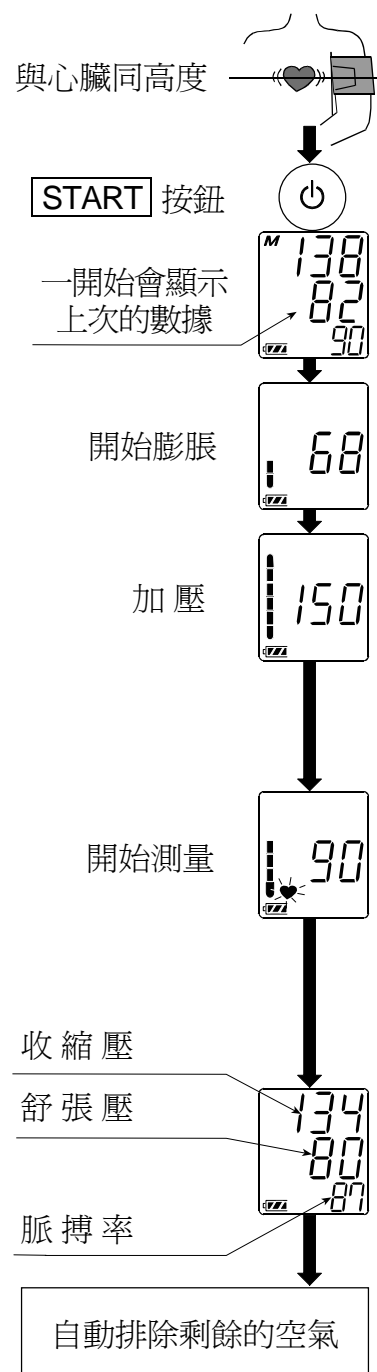 與心臟同高度
START 按鈕
M 138
一開始會顯示
上次的數據
82
90
開始膨脹
68
加壓
150
開始測量
90
收縮壓
134
舒張壓
80
脈搏率
87
自動排除剩餘的空氣